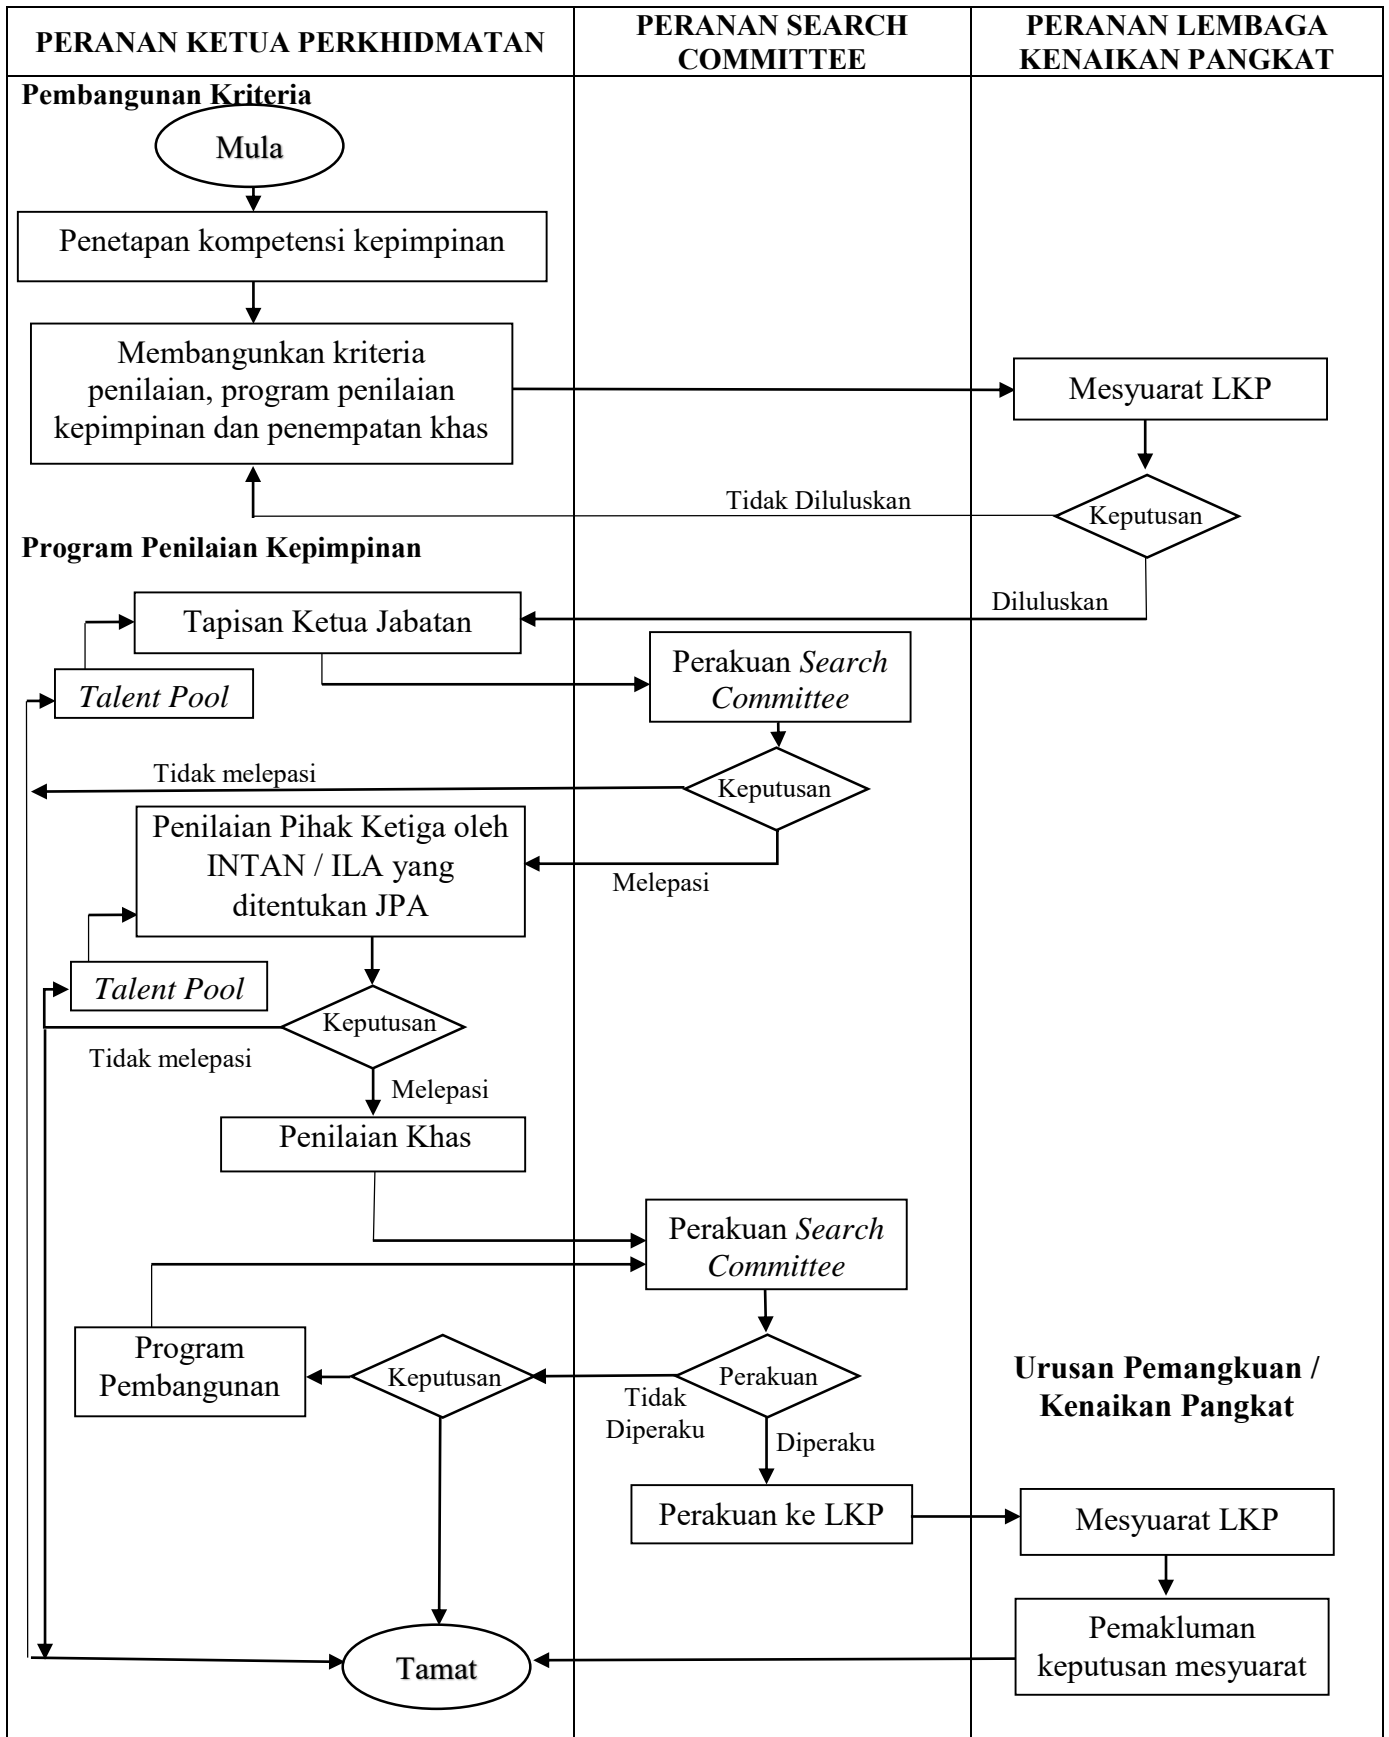 PERANAN KETUA PERKHIDMATAN
PERANAN SEARCH
COMMITTEE
PERANAN LEMBAGA
KENAIKAN PANGKAT
Pembangunan Kriteria
Mula
Penetapan kompetensi kepimpinan
Membangunkan kriteria
penilaian, program penilaian
kepimpinan dan penempatan khas
Mesyuarat LKP
Tidak Diluluskan
Keputusan
Program Penilaian Kepimpinan
Diluluskan
Tapisan Ketua Jabatan
Perakuan Search
Committee
Talent Pool
Tidak melepasi
Keputusan
Penilaian Pihak Ketiga oleh
INTAN / ILA yang
ditentukan JPA
Melepasi
Talent Pool
Keputusan
Tidak melepasi
Melepasi
Penilaian Khas
Perakuan Search
Committee
Program
Pembangunan
Keputusan
Perakuan
Tidak
Diperaku
Diperaku
Urusan Pemangkuan /
Kenaikan Pangkat
Perakuan ke LKP
Mesyuarat LKP
Pemakluman
keputusan mesyuarat
Tamat